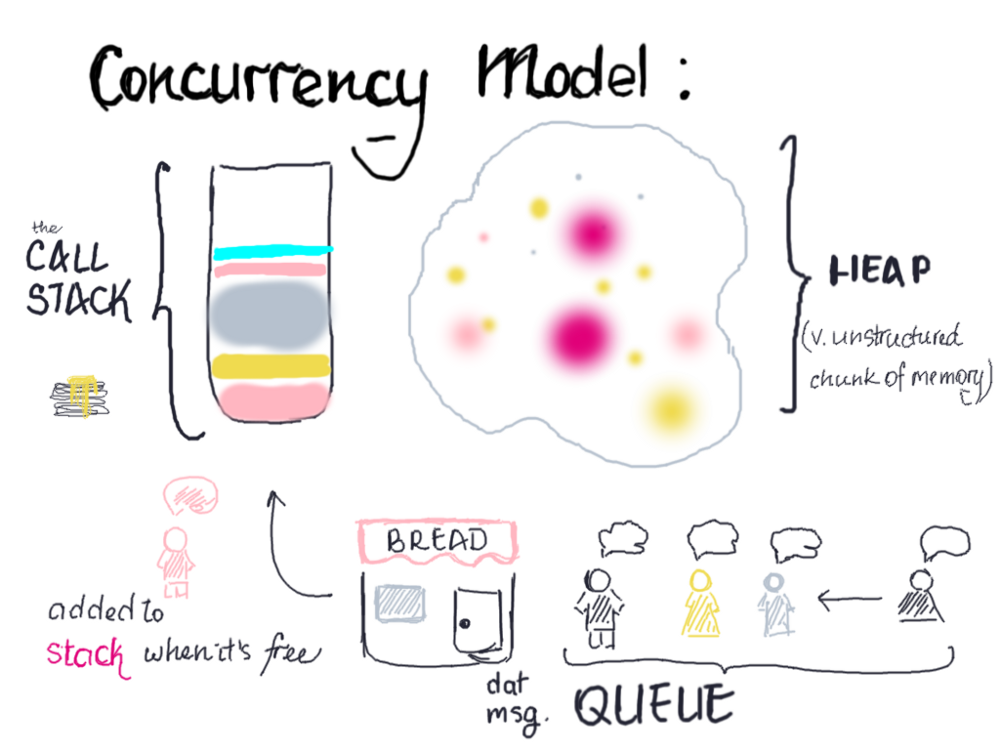 Concurrency Model :
the
CALL
STACK
HEAP
(v. unstructured
chunk of memory)
BREAD
added to
stack when it's free
dat
msg.
QUEUE